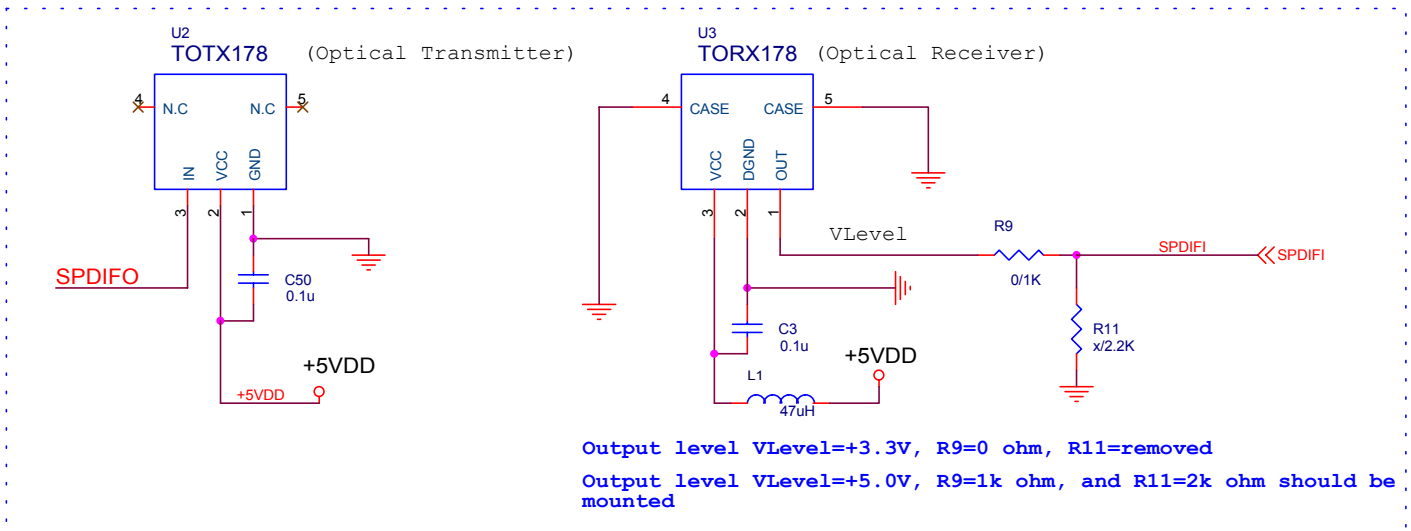 U2
TOTX178 (Optical Transmitter)
4
N.C
N.C
5
IN
VCC
GND
3
2
1
SPDIFO
C50
0.1u
+5VDD
+5VDD
U3
TORX178 (Optical Receiver)
4
CASE
CASE
5
VCC
DGND
OUT
3
2
1
VLevel
R9
0/1K
SPDIFI
SPDIFI
R11
x/2.2K
C3
0.1u
+5VDD
L1
47uH
Output level VLevel=+3.3V, R9=0 ohm, R11=removed
Output level VLevel=+5.0V, R9=1k ohm, and R11=2k ohm should be
mounted